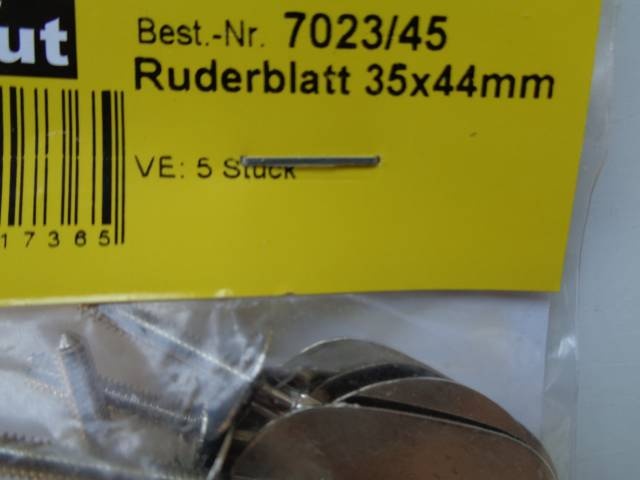 ut
Best.-Nr. 7023/45
Ruderblatt 35x44mm
VE: 5 Stück
17365